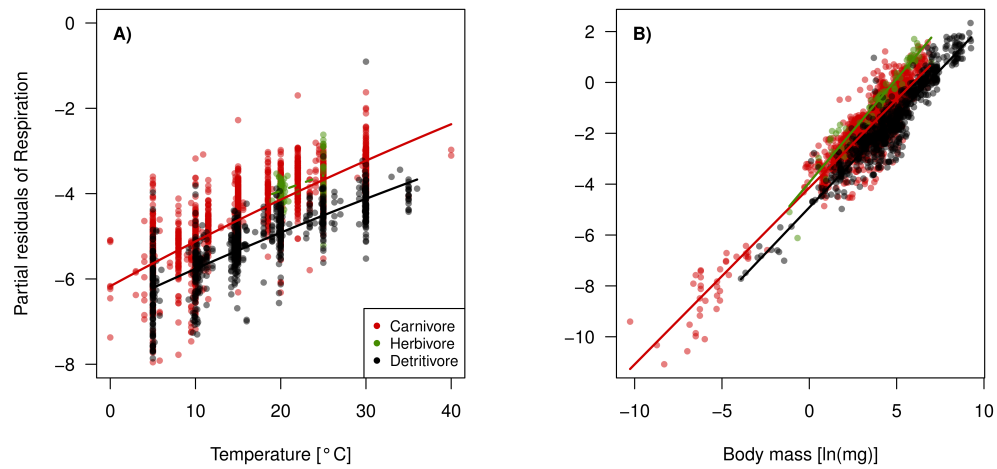 A)
Partial residuals of Respiration
0
−2
−4
−6
−8
0 10 20 30 40
Temperature [°C]
Carnivore
Herbivore
Detritivore
B)
2
0
−2
−4
−6
−8
−10
−10 −5 0 5 10
Body mass [ln(mg)]